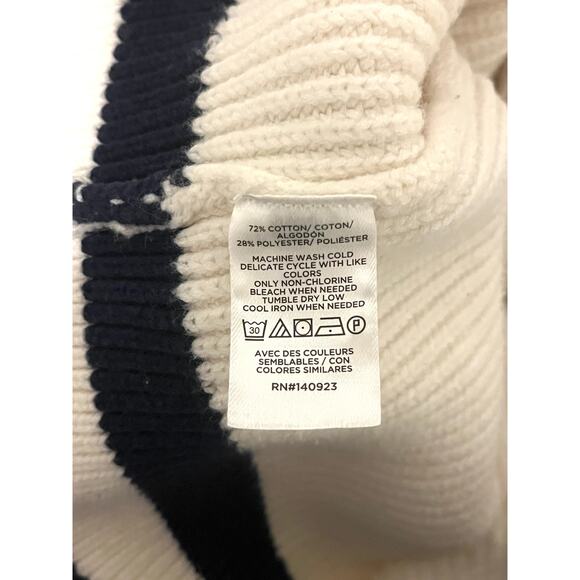 72% COTTON/ COTON/
ALGODÓN
28% POLYESTER/ POLIÉSTER
MACHINE WASH COLD
DELICATE CYCLE WITH LIKE
COLORS
ONLY NON-CHLORINE
BLEACH WHEN NEEDED
TUMBLE DRY LOW
COOL IRON WHEN NEEDED
30 P
AVEC DES COULEURS
SEMBLABLES / CON
COLORES SIMILARES
RN#140923